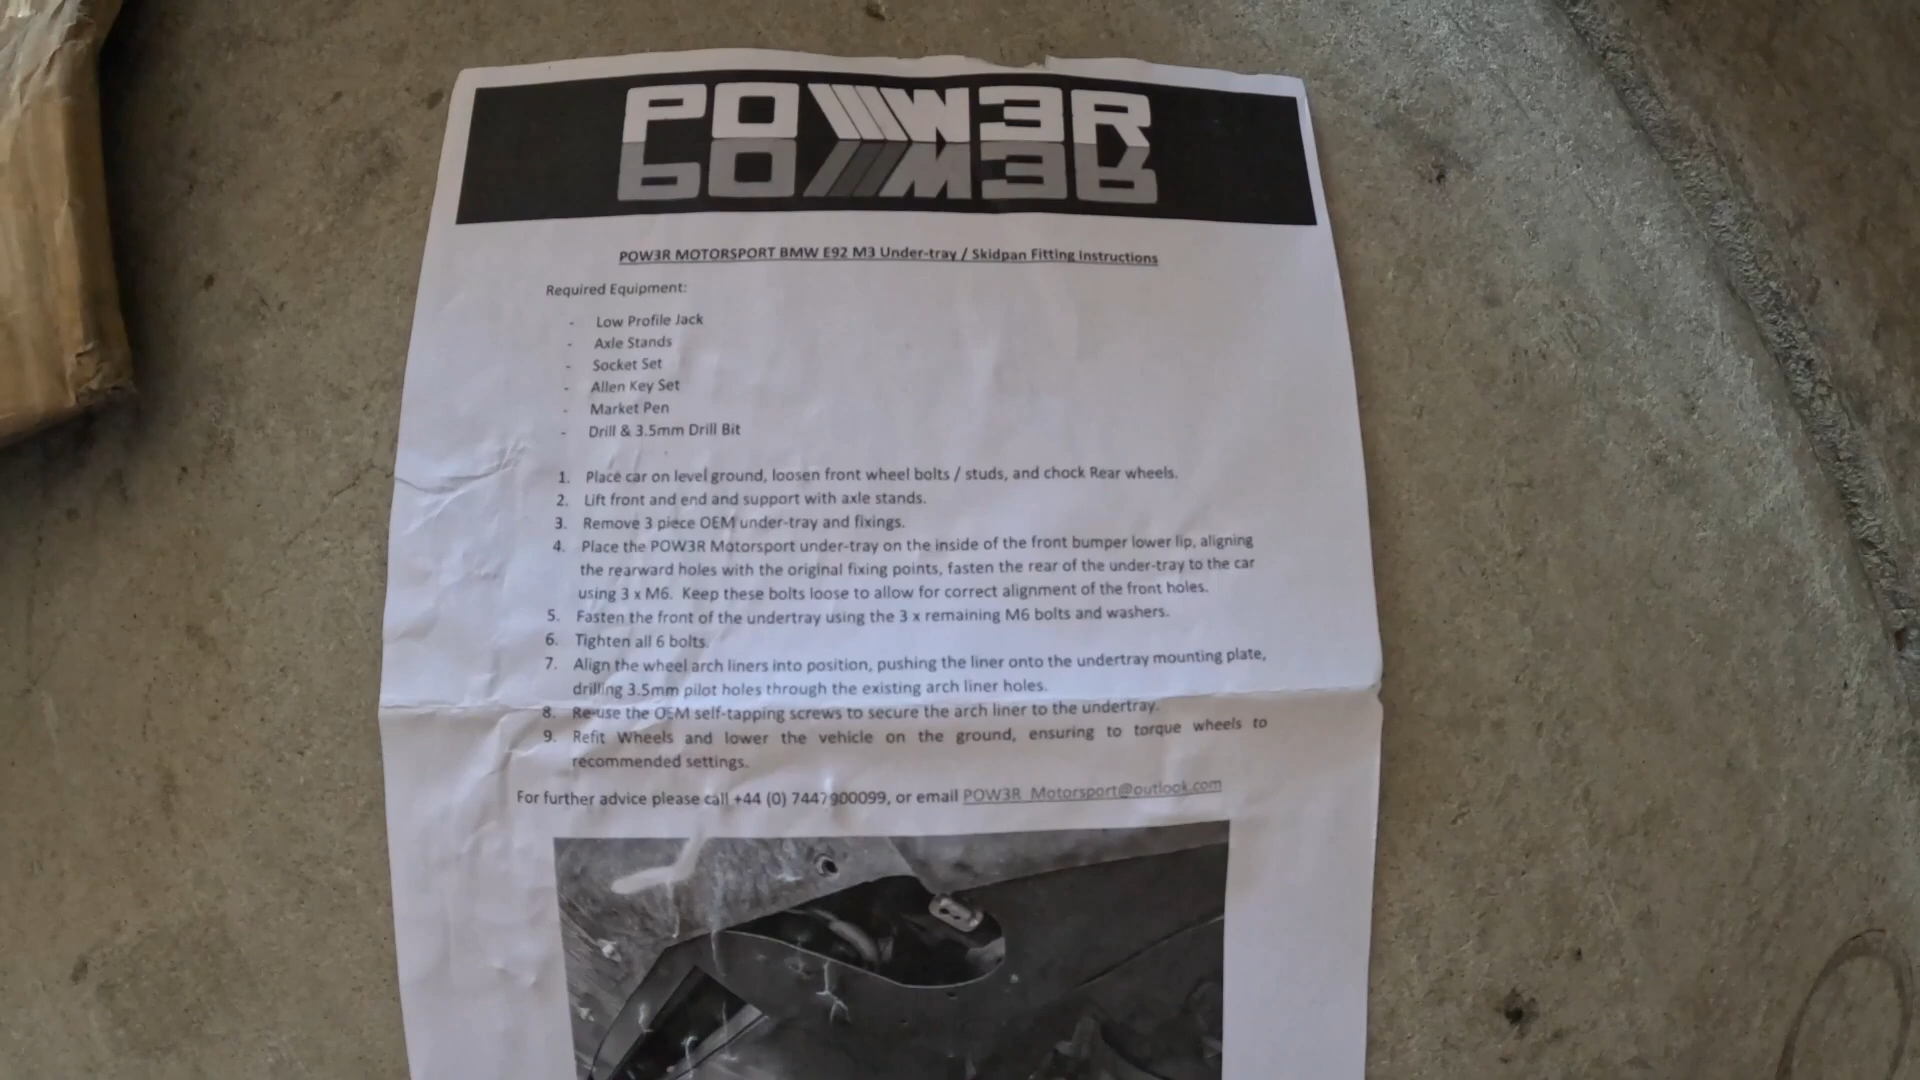 POW3R
POW3R MOTORSPORT BMW E92 M3 Under-tray / Skidpan Fitting Instructions
Required Equipment:
- Low Profile Jack
- Axle Stands
- Socket Set
- Allen Key Set
- Market Pen
- Drill & 3.5mm Drill Bit
1. Place car on level ground, loosen front wheel bolts / studs, and chock Rear wheels.
2. Lift front and end and support with axle stands.
3. Remove 3 piece OEM under-tray and fixings.
4. Place the POW3R Motorsport under-tray on the inside of the front bumper lower lip, aligning
the rearward holes with the original fixing points, fasten the rear of the under-tray to the car
using 3 x M6. Keep these bolts loose to allow for correct alignment of the front holes.
5. Fasten the front of the undertray using the 3 x remaining M6 bolts and washers.
6. Tighten all 6 bolts.
7. Align the wheel arch liners into position, pushing the liner onto the undertray mounting plate,
drilling 3.5mm pilot holes through the existing arch liner holes.
8. Re-use the OEM self-tapping screws to secure the arch liner to the undertray.
9. Refit Wheels and lower the vehicle on the ground, ensuring to torque wheels to
recommended settings.
For further advice please call +44 (0) 7447900099, or email POW3R_Motorsport@outlook.com